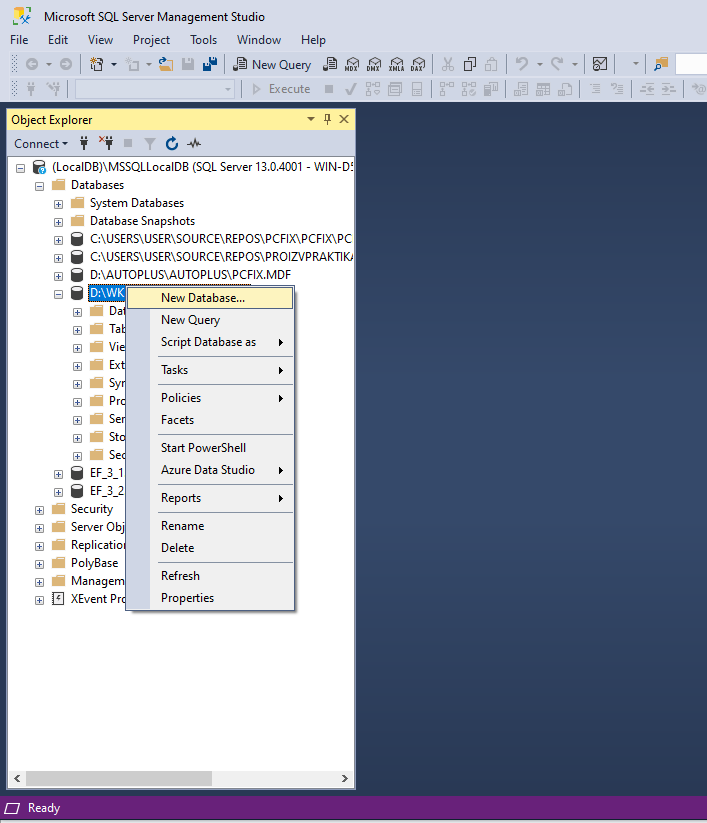 Microsoft SQL Server Management Studio
File Edit View Project Tools Window Help
New Query MDX DMX XMLA DAX
Execute
Object Explorer
Connect
(LocalDB)\MSSQLLocalDB (SQL Server 13.0.4001 - WIN-D5
Databases
System Databases
Database Snapshots
C:\USERS\USER\SOURCE\REPOS\PCFIX\PCFIX\PC
C:\USERS\USER\SOURCE\REPOS\PROIZVPRAKTIKA
D:\AUTOPLUS\AUTOPLUS\PCFIX.MDF
D:\WK
Dat
Tab
Vie
Ext
Syn
Pro
Ser
Sto
Sec
EF_3_1
EF_3_2
Security
Server Obj
Replication
PolyBase
Managem
XEvent Pro
New Database...
New Query
Script Database as
Tasks
Policies
Facets
Start PowerShell
Azure Data Studio
Reports
Rename
Delete
Refresh
Properties
Ready